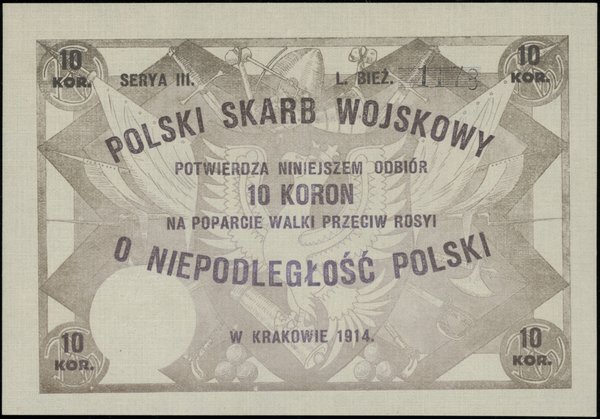 10 KOR.
10 KOR.
SERYA III. L. BIEŻ. 1173
POLSKI SKARB WOJSKOWY
POTWIERDZA NINIEJSZEM ODBIÓR
10 KORON
NA POPARCIE WALKI PRZECIW ROSYI
O NIEPODLEGŁOŚĆ POLSKI
W KRAKOWIE 1914.
10 KOR.
10 KOR.